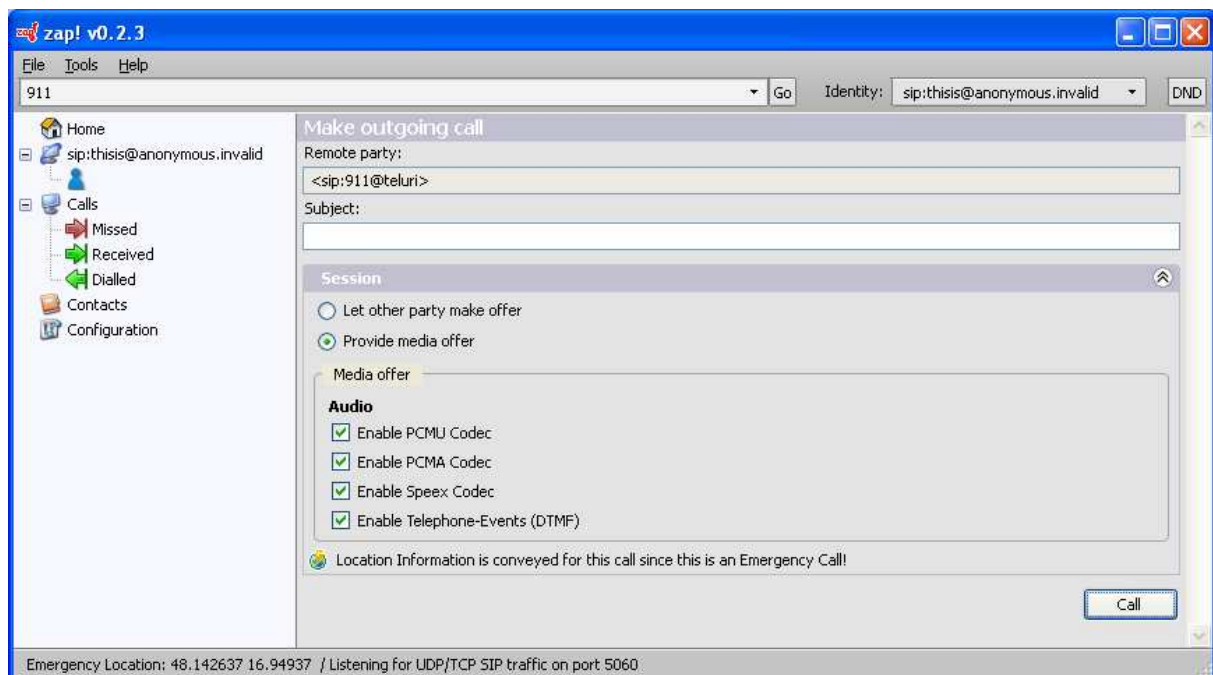 zap! v0.2.3
File Tools Help
911 Go Identity: sip:thisis@anonymous.invalid DND
Home
sip:thisis@anonymous.invalid
Calls
Missed
Received
Dialled
Contacts
Configuration
Make outgoing call
Remote party:
<sip:911@teluri>
Subject:
Session
Let other party make offer
Provide media offer
Media offer
Audio
Enable PCMU Codec
Enable PCMA Codec
Enable Speex Codec
Enable Telephone-Events (DTMF)
Location Information is conveyed for this call since this is an Emergency Call!
Call
Emergency Location: 48.142637 16.94937 / Listening for UDP/TCP SIP traffic on port 5060